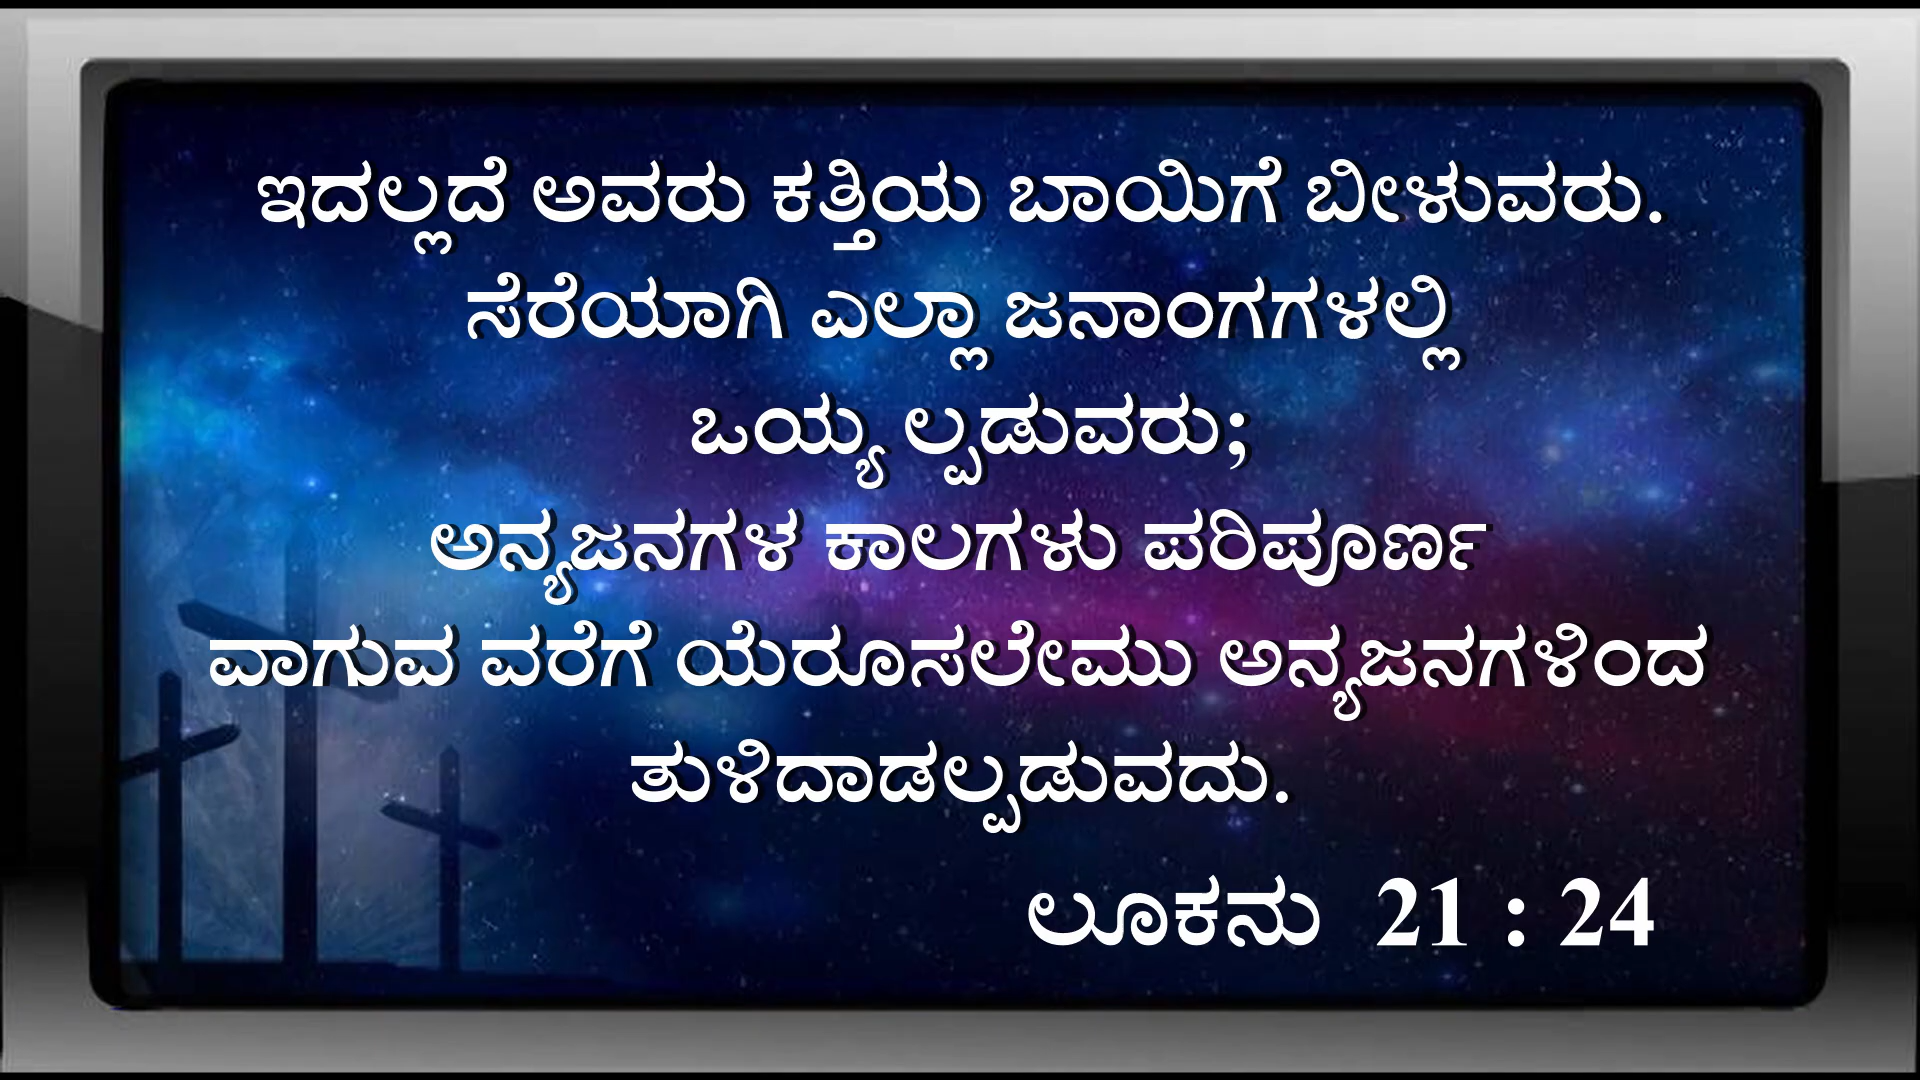 ಇದಲ್ಲದೆ ಅವರು ಕತ್ತಿಯ ಬಾಯಿಗೆ ಬೀಳುವರು.
ಸೆರೆಯಾಗಿ ಎಲ್ಲಾ ಜನಾಂಗಗಳಲ್ಲಿ
ಒಯ್ಯ ಲ್ಪಡುವರು;
ಅನ್ಯಜನಗಳ ಕಾಲಗಳು ಪರಿಪೂರ್ಣ
ವಾಗುವ ವರೆಗೆ ಯೆರೂಸಲೇಮು ಅನ್ಯಜನಗಳಿಂದ
ತುಳಿದಾಡಲ್ಪಡುವದು.
ಲೂಕನು 21 : 24